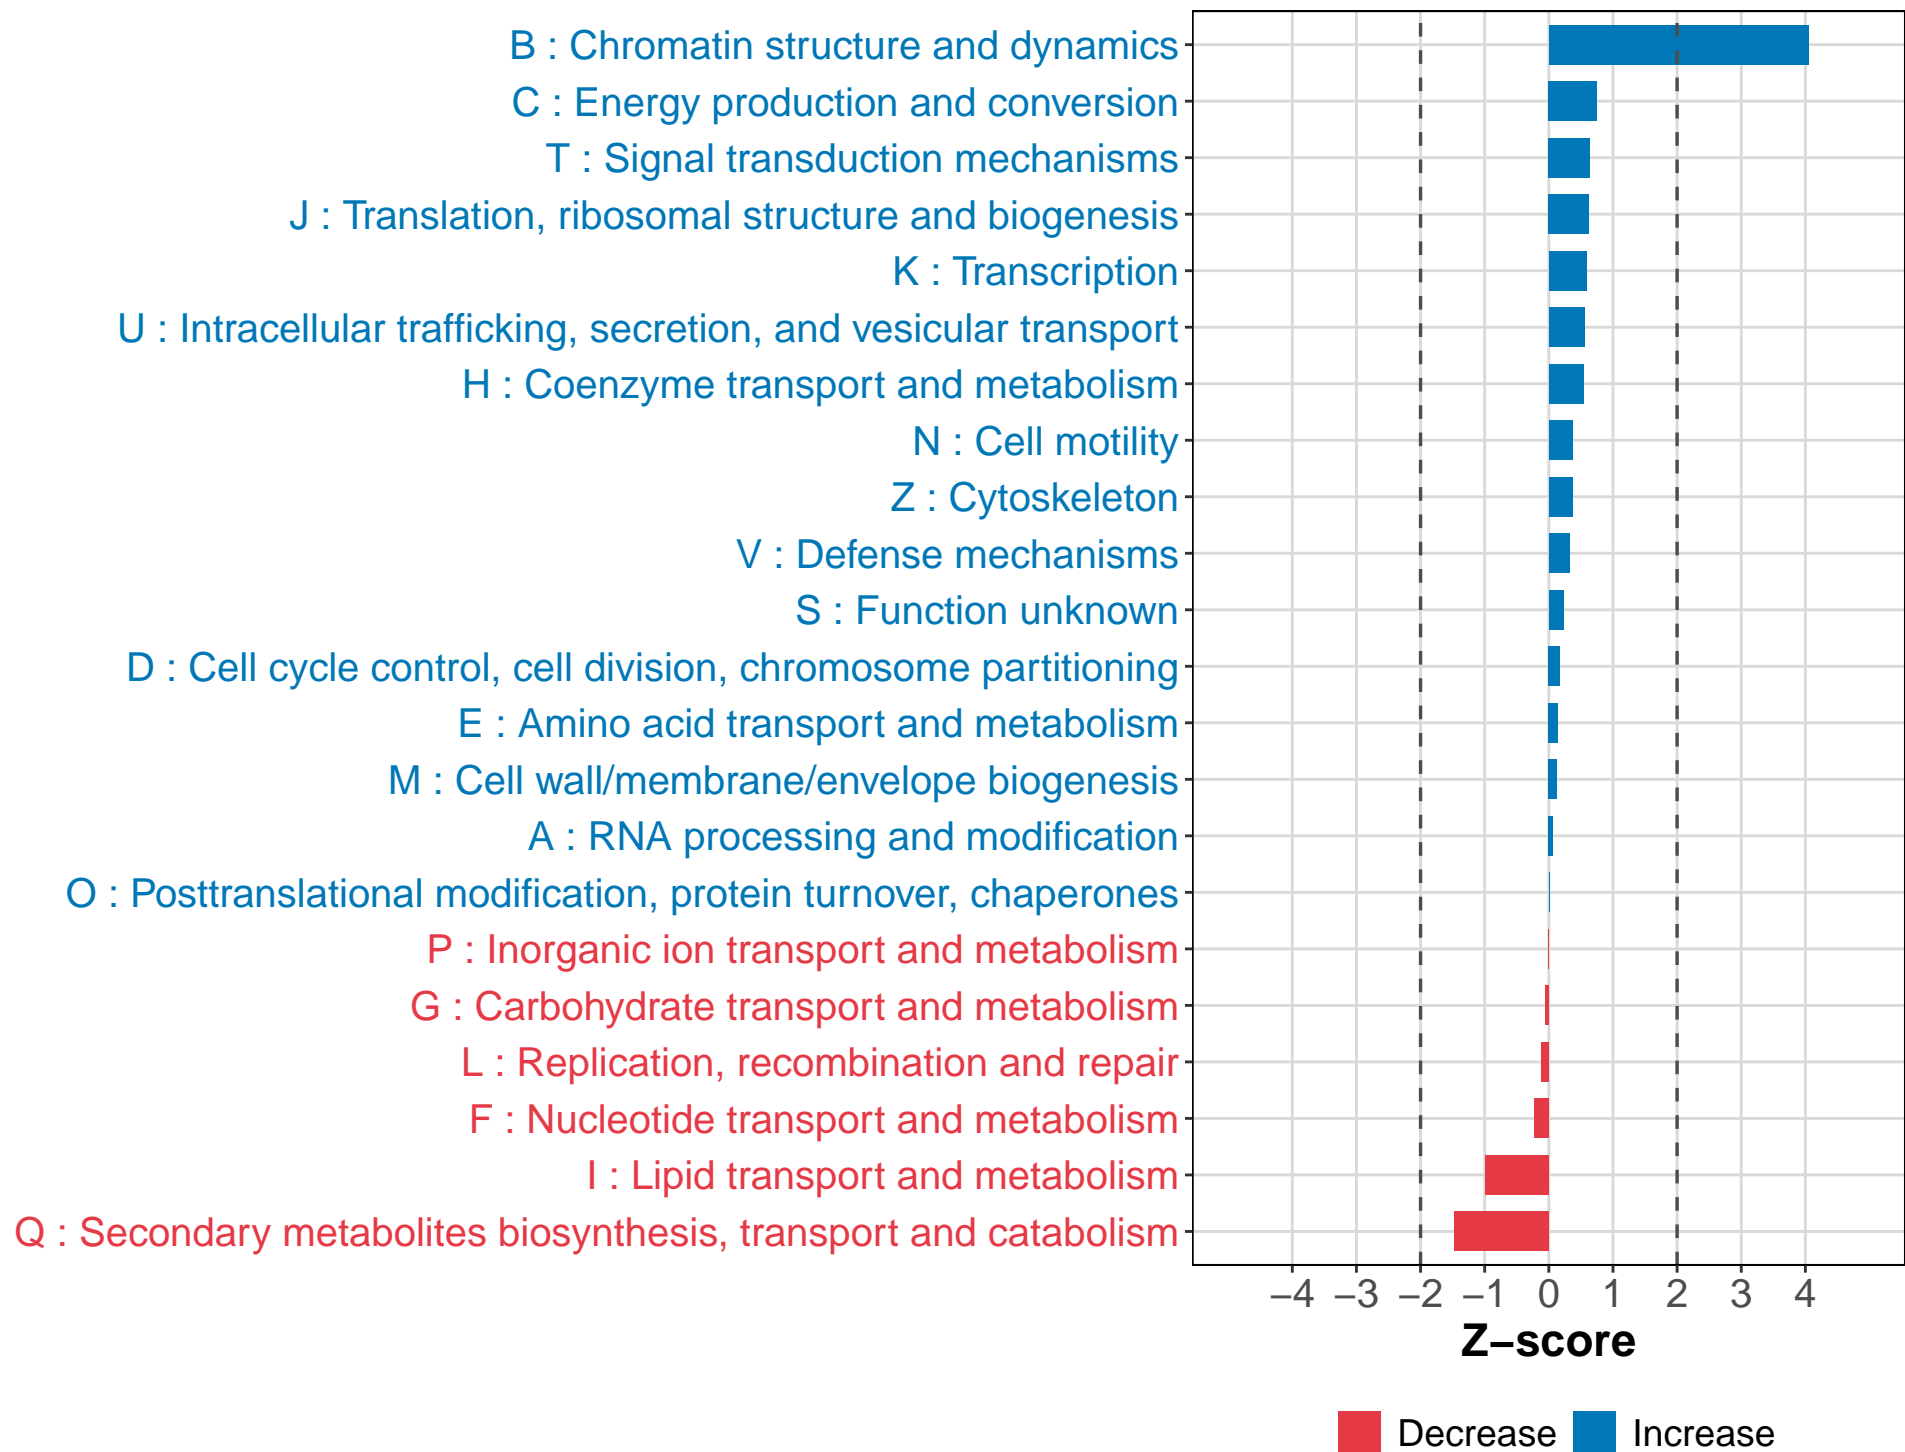 B : Chromatin structure and dynamics
C : Energy production and conversion
T : Signal transduction mechanisms
J : Translation, ribosomal structure and biogenesis
K : Transcription
U : Intracellular trafficking, secretion, and vesicular transport
H : Coenzyme transport and metabolism
N : Cell motility
Z : Cytoskeleton
V : Defense mechanisms
S : Function unknown
D : Cell cycle control, cell division, chromosome partitioning
E : Amino acid transport and metabolism
M : Cell wall/membrane/envelope biogenesis
A : RNA processing and modification
O : Posttranslational modification, protein turnover, chaperones
P : Inorganic ion transport and metabolism
G : Carbohydrate transport and metabolism
L : Replication, recombination and repair
F : Nucleotide transport and metabolism
I : Lipid transport and metabolism
Q : Secondary metabolites biosynthesis, transport and catabolism
−4 −3 −2 −1 0 1 2 3 4
Z−score
Decrease Increase